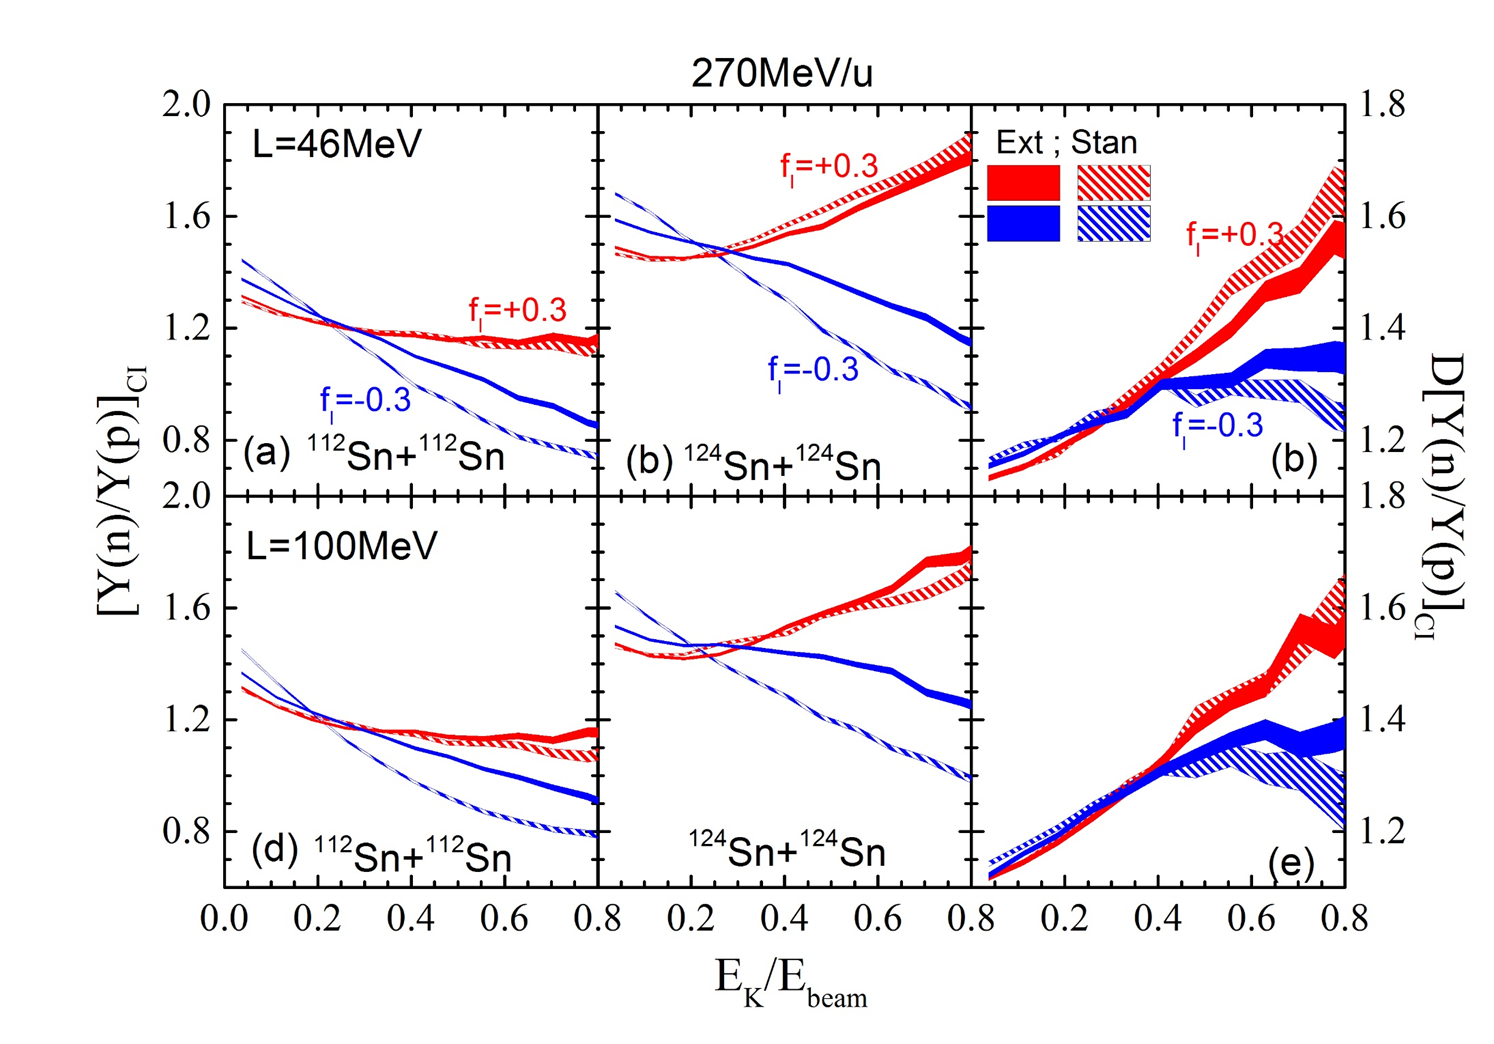 270MeV/u
2.0
1.6
1.2
0.8
L=46MeV
f_I=+0.3
f_I=-0.3
(a) ¹¹²Sn+¹¹²Sn
f_I=+0.3
f_I=-0.3
(b) ¹²⁴Sn+¹²⁴Sn
Ext ; Stan
f_I=+0.3
f_I=-0.3
(b)
1.8
1.6
1.4
1.2
2.0
1.6
1.2
0.8
L=100MeV
(d) ¹¹²Sn+¹¹²Sn
¹²⁴Sn+¹²⁴Sn
(e)
1.8
1.6
1.4
1.2
0.0 0.2 0.4 0.6 0.8 0.2 0.4 0.6 0.8 0.2 0.4 0.6 0.8
[Y(n)/Y(p)]_CI
D[Y(n)/Y(p)]_CI
E_K/E_beam